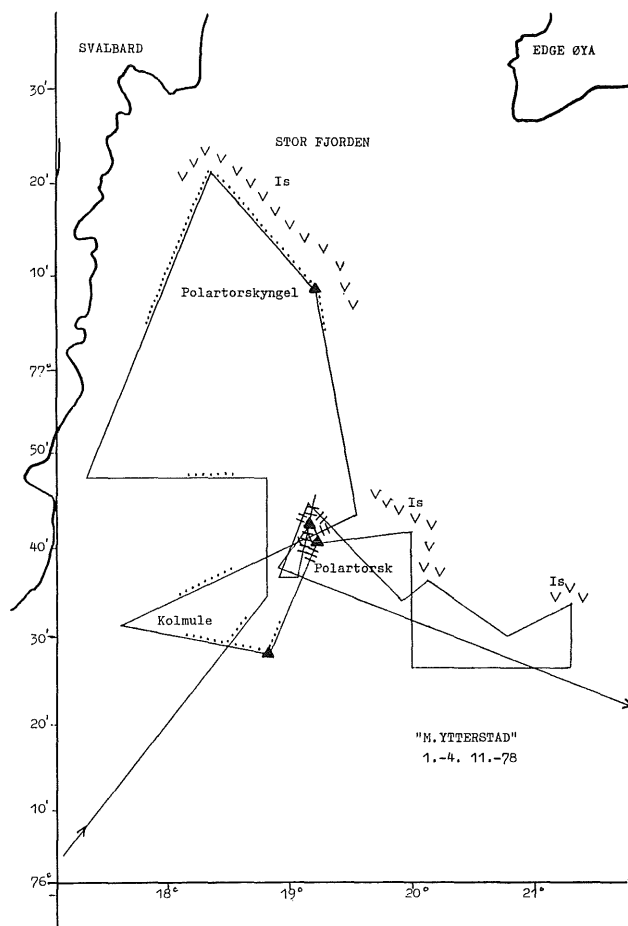 SVALBARD
EDGE ØYA
30'
STOR FJORDEN
20'
Is
10'
Polartorskyngel
77°
50'
Is
40'
Polartorsk
Is
Kolmule
30'
20'
"M.YTTERSTAD"
1.-4. 11.-78
10'
76°
18°
19°
20°
21°